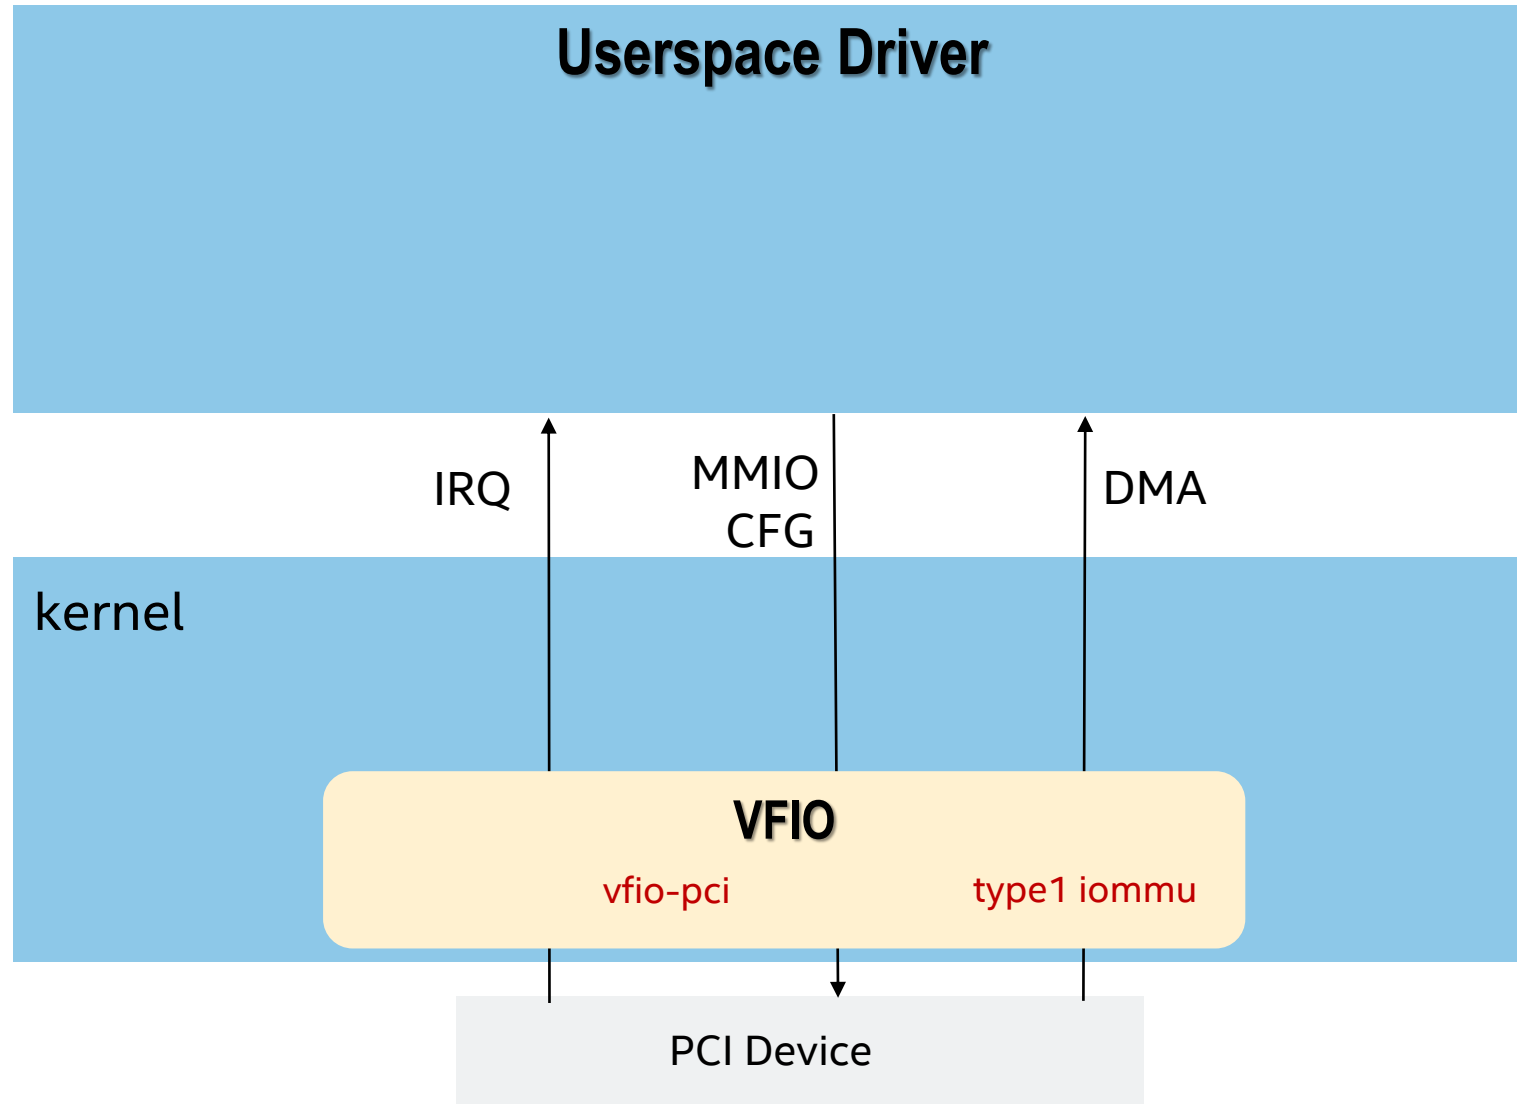 Userspace Driver
IRQ
MMIO
CFG
DMA
kernel
VFIO
vfio-pci
type1 iommu
PCI Device